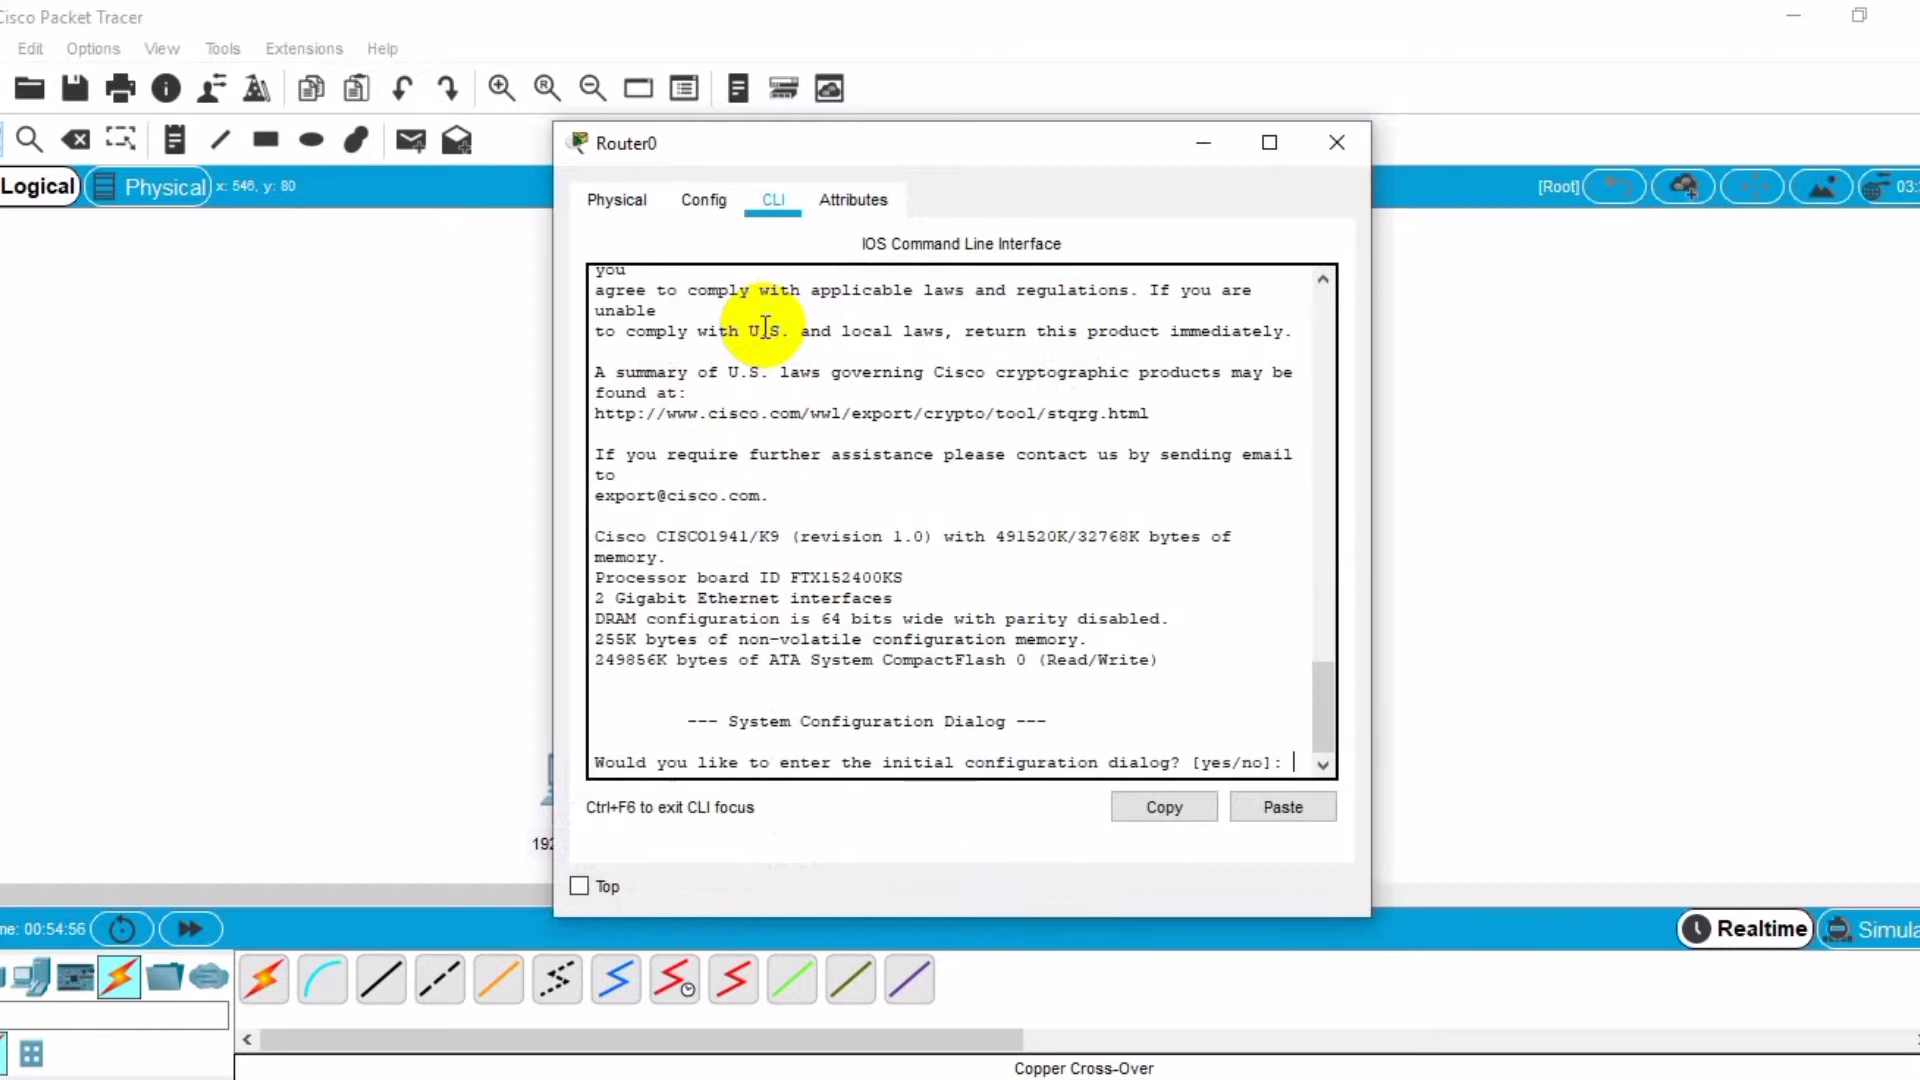 Cisco Packet Tracer
Edit Options View Tools Extensions Help
Router0
Logical Physical x: 546, y: 80
[Root]
Physical Config CLI Attributes
IOS Command Line Interface
you
agree to comply with applicable laws and regulations. If you are
unable
to comply with U.S. and local laws, return this product immediately.
A summary of U.S. laws governing Cisco cryptographic products may be
found at:
http://www.cisco.com/wwl/export/crypto/tool/stqrg.html
If you require further assistance please contact us by sending email
to
export@cisco.com.
Cisco CISCO1941/K9 (revision 1.0) with 491520K/32768K bytes of
memory.
Processor board ID FTX152400KS
2 Gigabit Ethernet interfaces
DRAM configuration is 64 bits wide with parity disabled.
255K bytes of non-volatile configuration memory.
249856K bytes of ATA System CompactFlash 0 (Read/Write)
--- System Configuration Dialog ---
Would you like to enter the initial configuration dialog? [yes/no]:
Ctrl+F6 to exit CLI focus
Copy Paste
Top
me: 00:54:56
Realtime
Copper Cross-Over